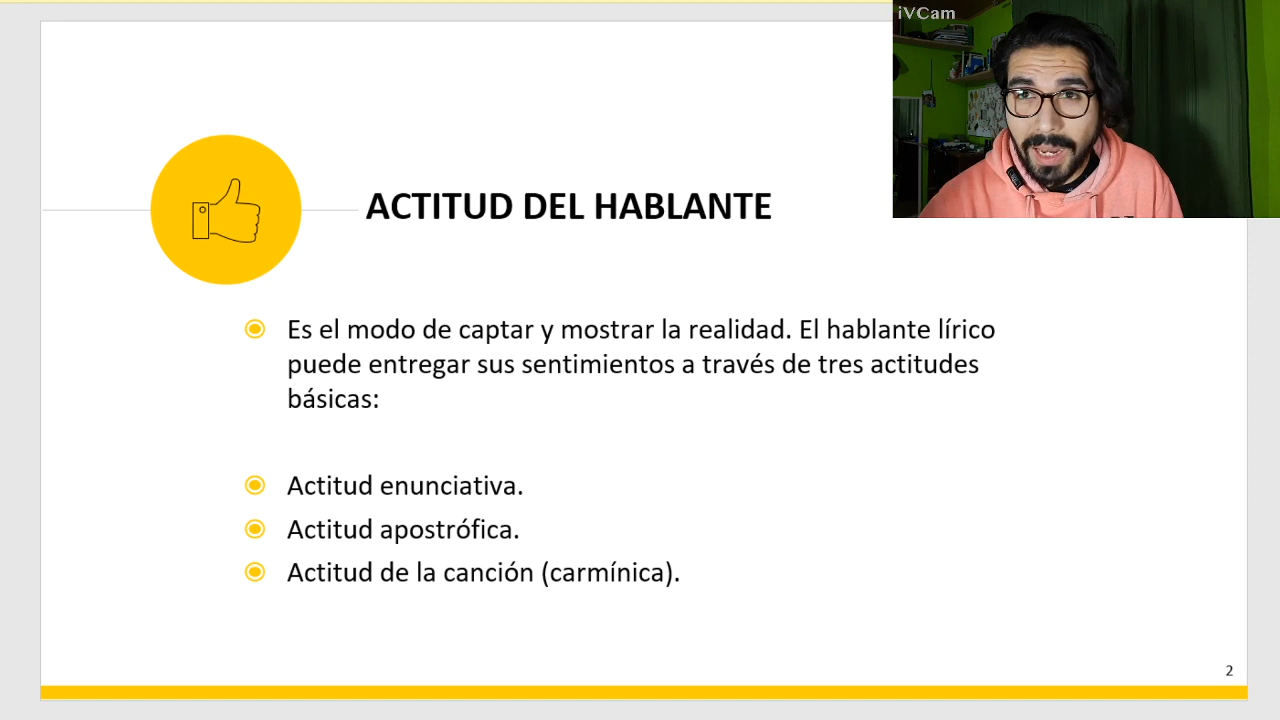 iVCam
ACTITUD DEL HABLANTE
Es el modo de captar y mostrar la realidad. El hablante lírico
puede entregar sus sentimientos a través de tres actitudes
básicas:
Actitud enunciativa.
Actitud apostrófica.
Actitud de la canción (carmínica).
2